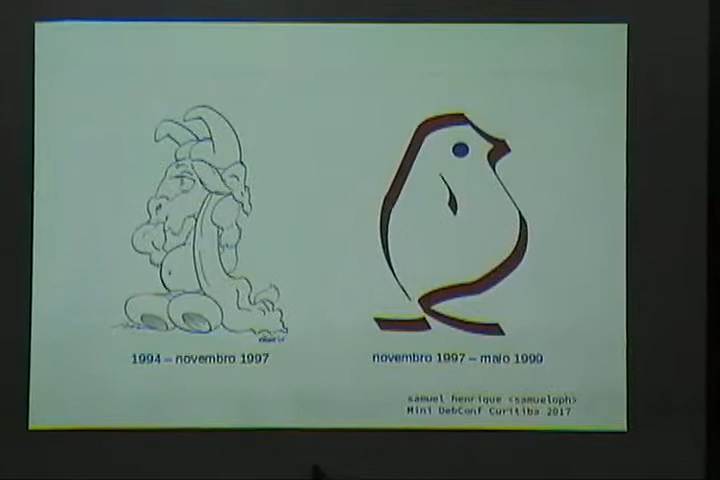 1994 – novembro 1997
novembro 1997 – maio 1999
samuel henrique <samueloph>
Mini DebConf Curitiba 2017